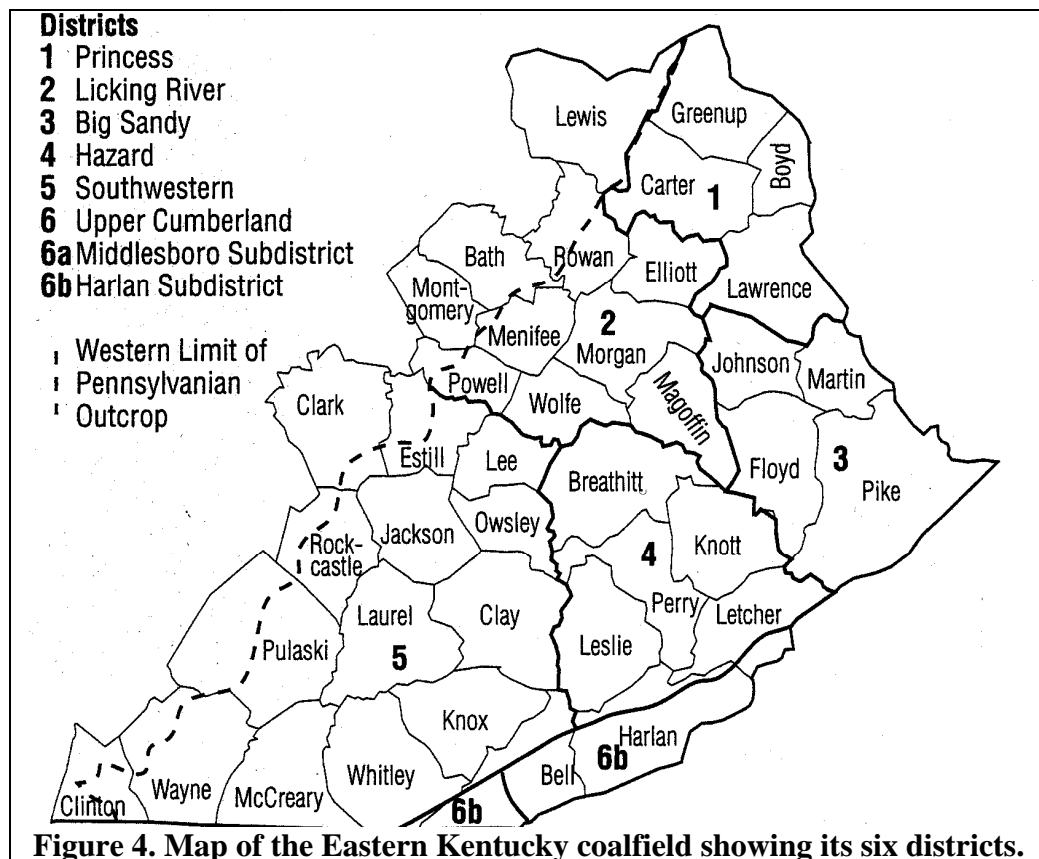 Districts
1 Princess
2 Licking River
3 Big Sandy
4 Hazard
5 Southwestern
6 Upper Cumberland
6a Middlesboro Subdistrict
6b Harlan Subdistrict
Western Limit of
Pennsylvanian
Outcrop
Lewis
Greenup
Boyd
Carter
1
Bath
Rowan
Elliott
Lawrence
Mont-
gomery
Menifee
2
Morgan
Johnson
Martin
Magoffin
Powell
Wolfe
Clark
Estill
Lee
Breathitt
Floyd
3
Pike
Owsley
Jackson
Rock-
castle
Knott
4
Perry
Letcher
Laurel
Clay
Leslie
Pulaski
5
Knox
Harlan
6b
Bell
Whitley
Wayne
McCreary
Clinton
6b
Figure 4. Map of the Eastern Kentucky coalfield showing its six districts.